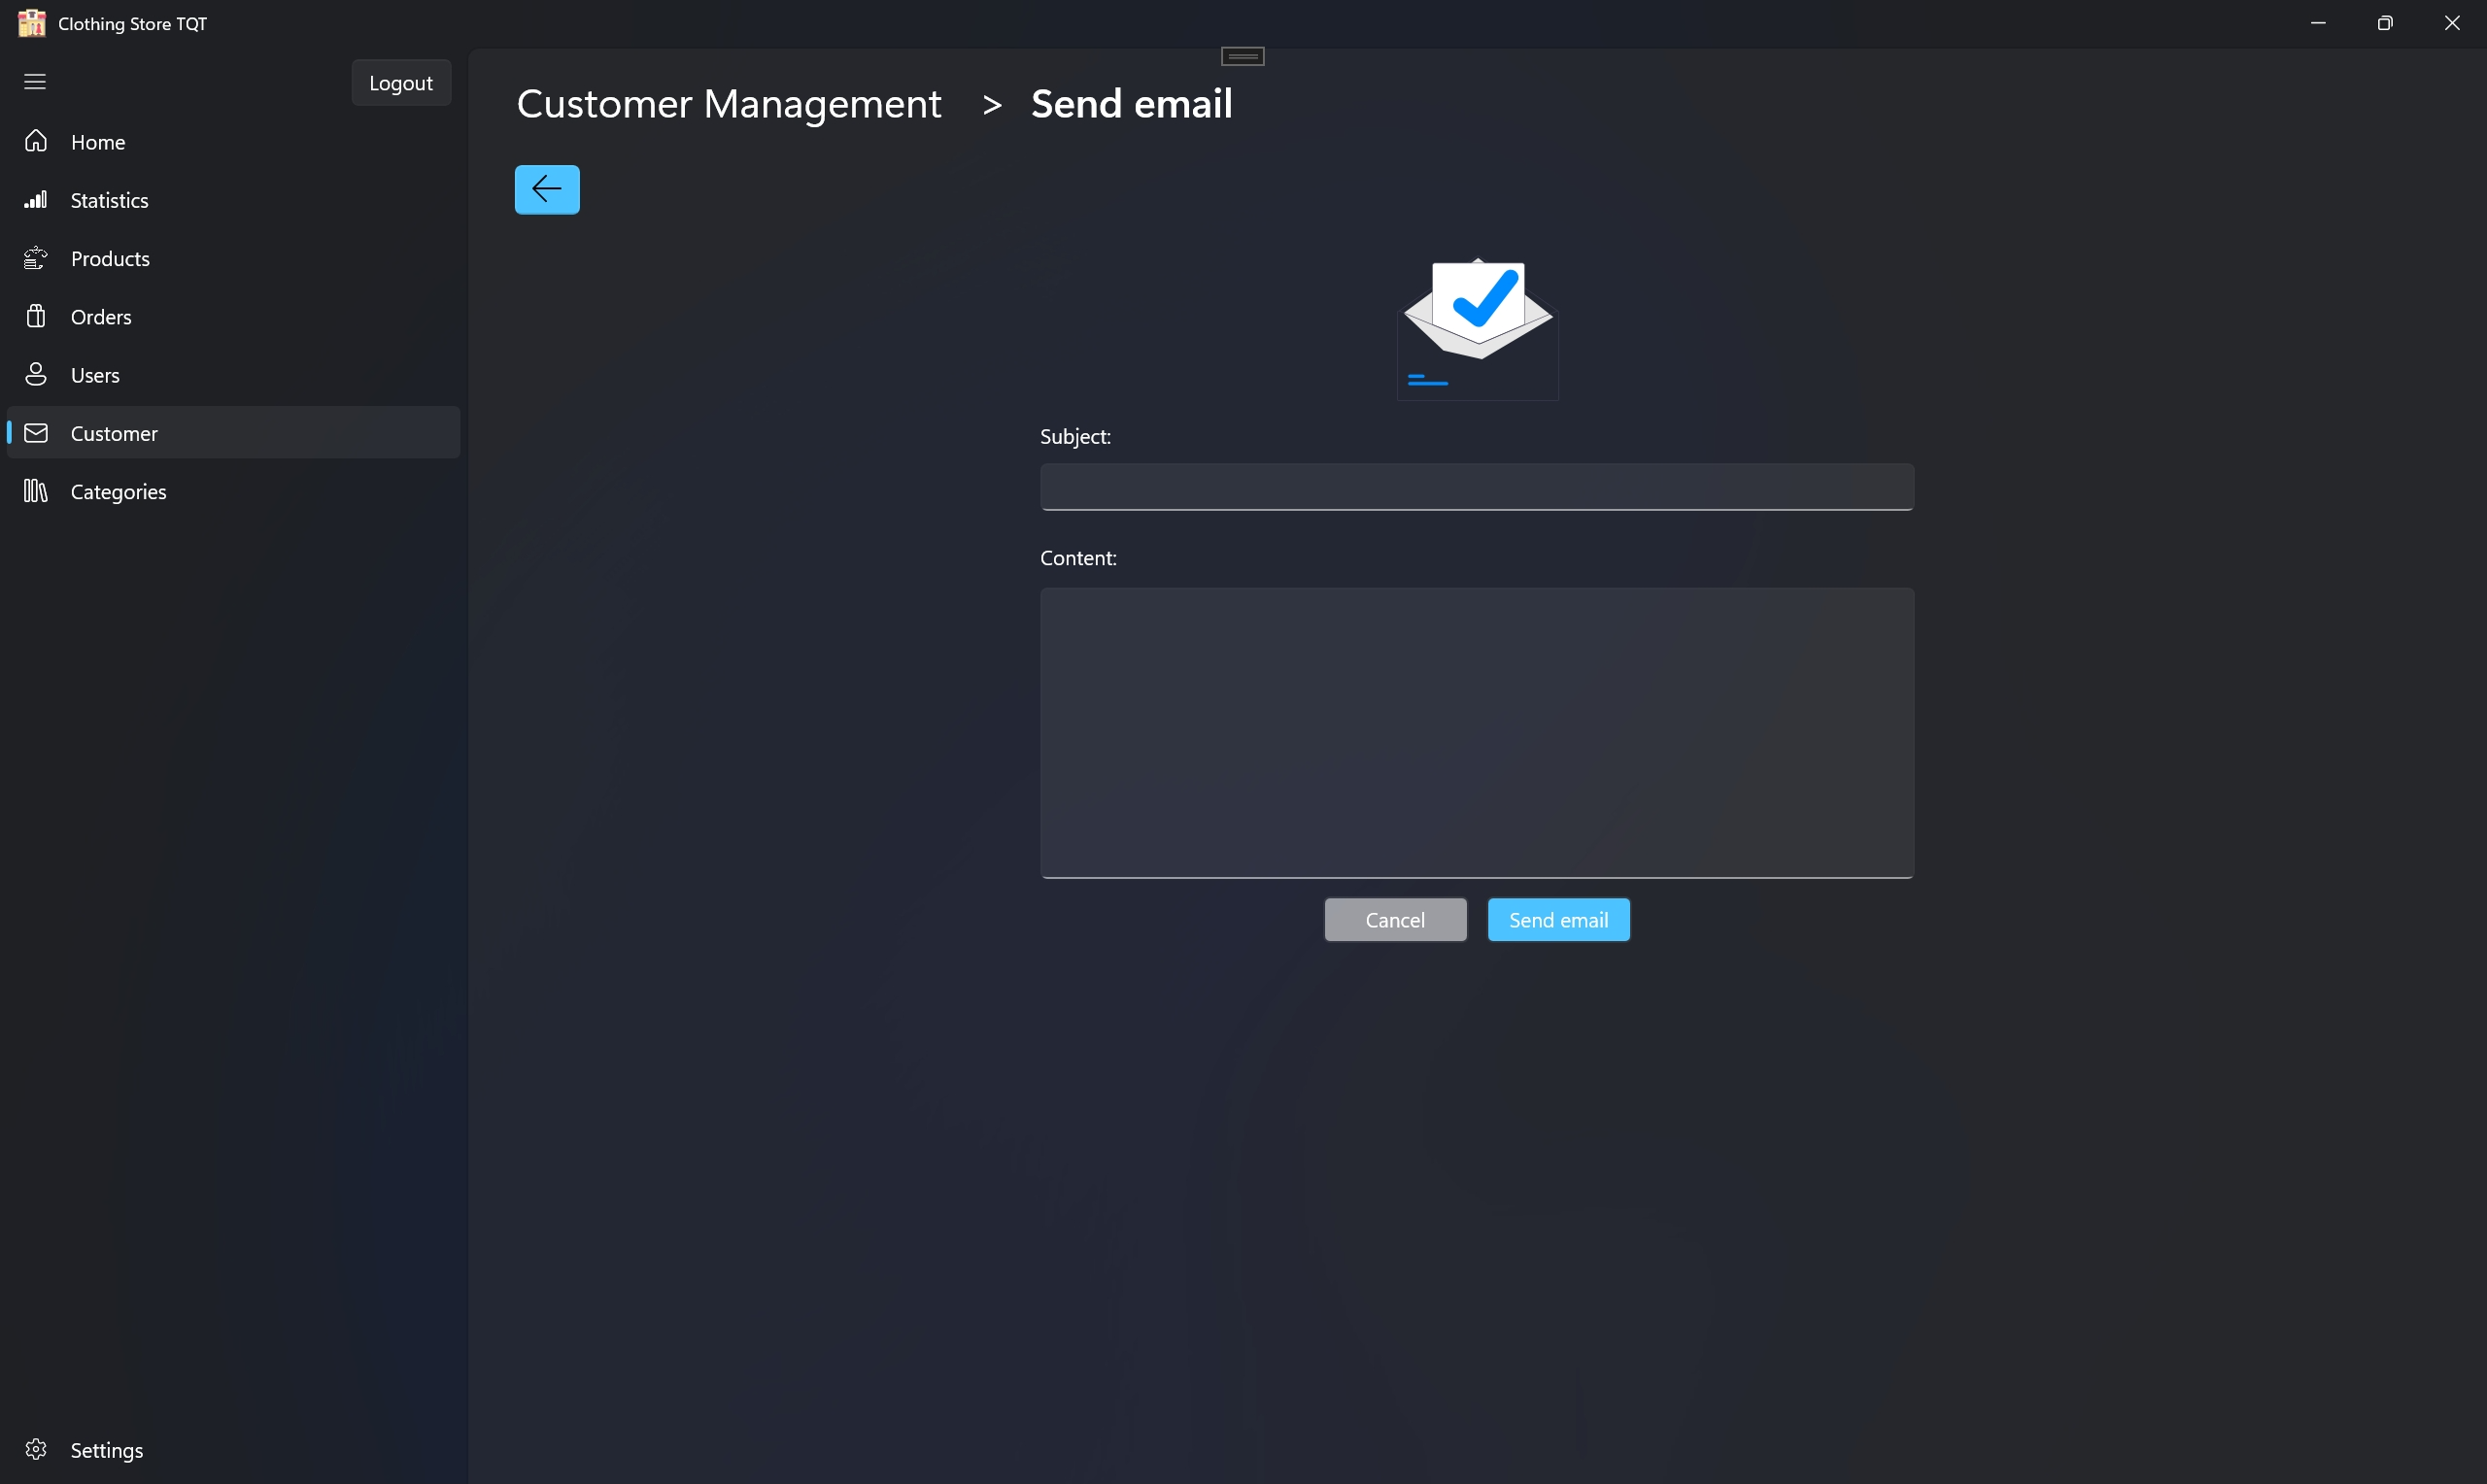 Clothing Store TQT
Logout
Home
Statistics
Products
Orders
Users
Customer
Categories
Settings
Customer Management > Send email
Subject:
Content:
Cancel
Send email